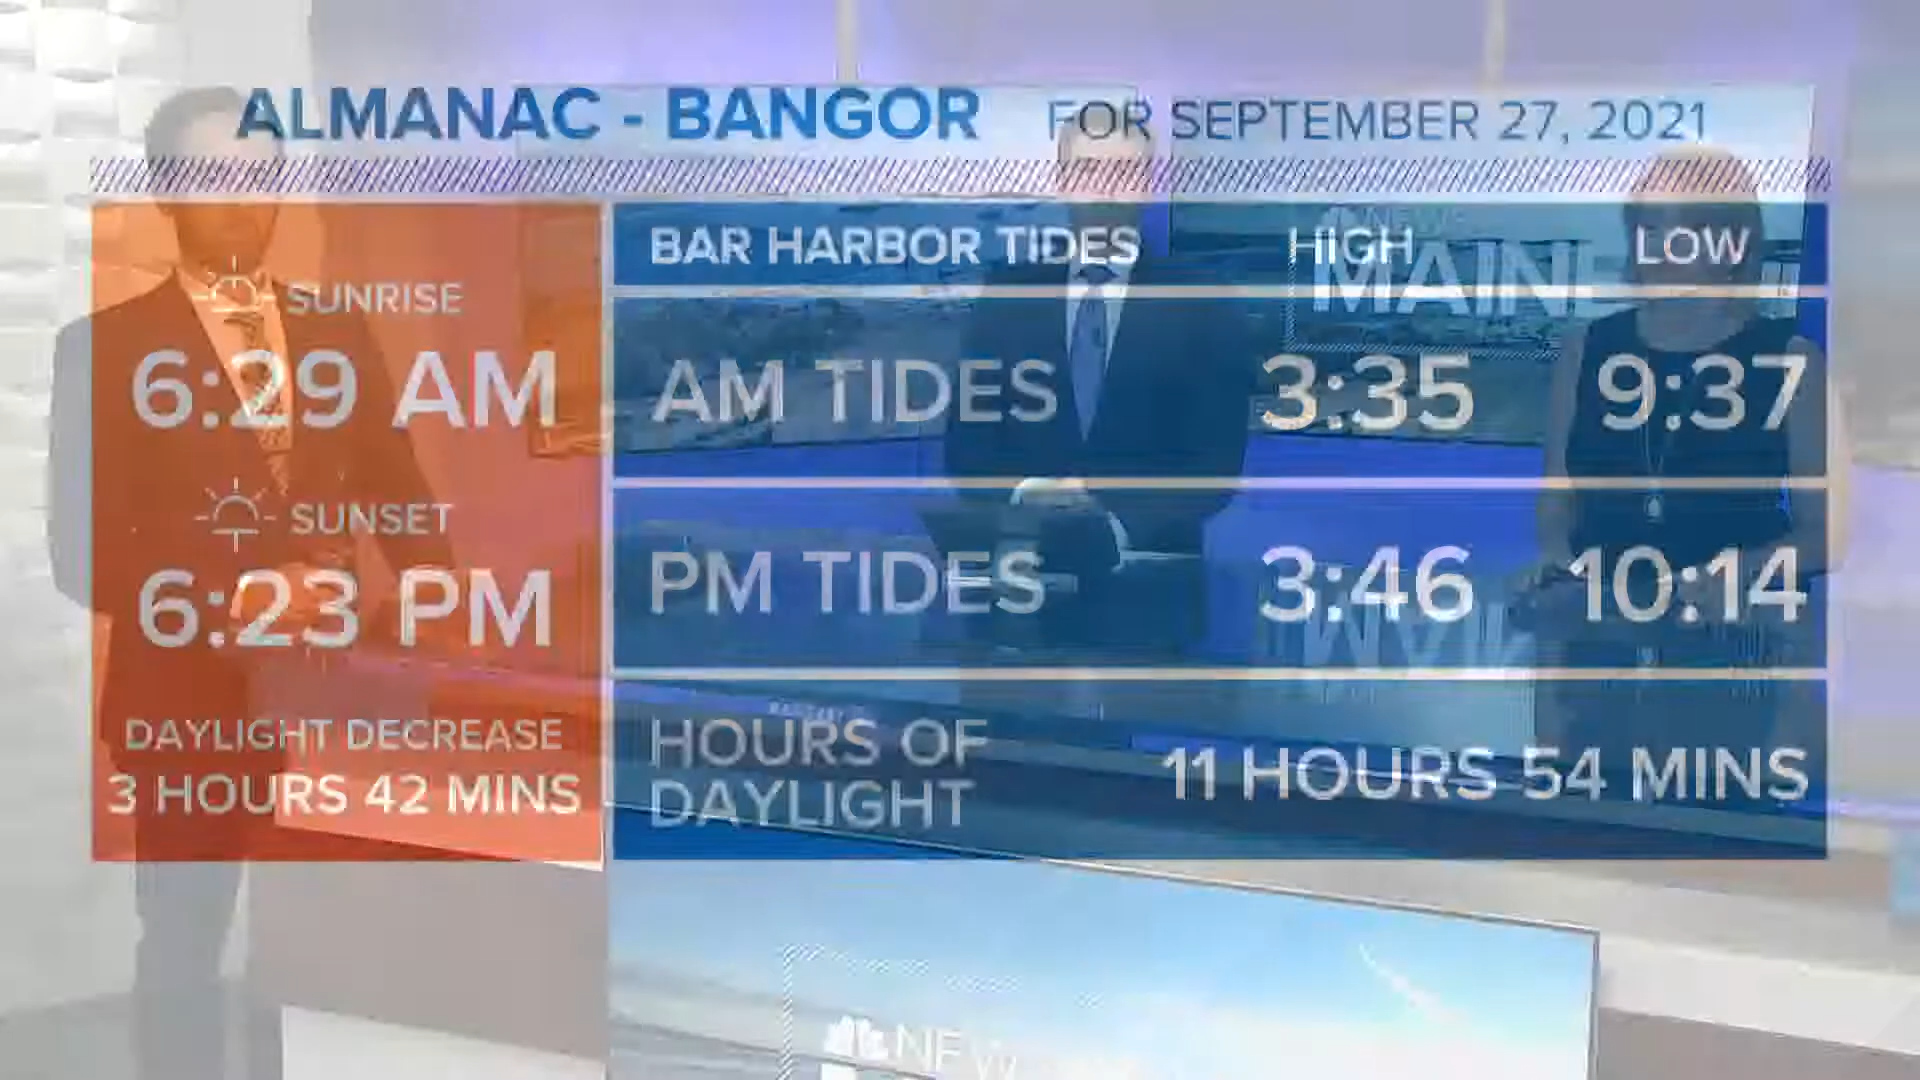 ALMANAC - BANGOR FOR SEPTEMBER 27, 2021
SUNRISE
6:29 AM
SUNSET
6:23 PM
DAYLIGHT DECREASE
3 HOURS 42 MINS
BAR HARBOR TIDES HIGH LOW
AM TIDES 3:35 9:37
PM TIDES 3:46 10:14
HOURS OF
DAYLIGHT
11 HOURS 54 MINS
NEWS
MAINE